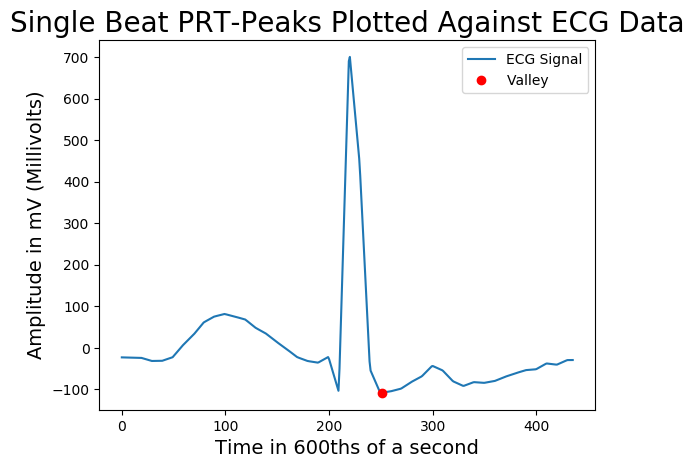 Single Beat PRT-Peaks Plotted Against ECG Data
ECG Signal
Valley
Amplitude in mV (Millivolts)
700
600
500
400
300
200
100
0
−100
0 100 200 300 400
Time in 600ths of a second